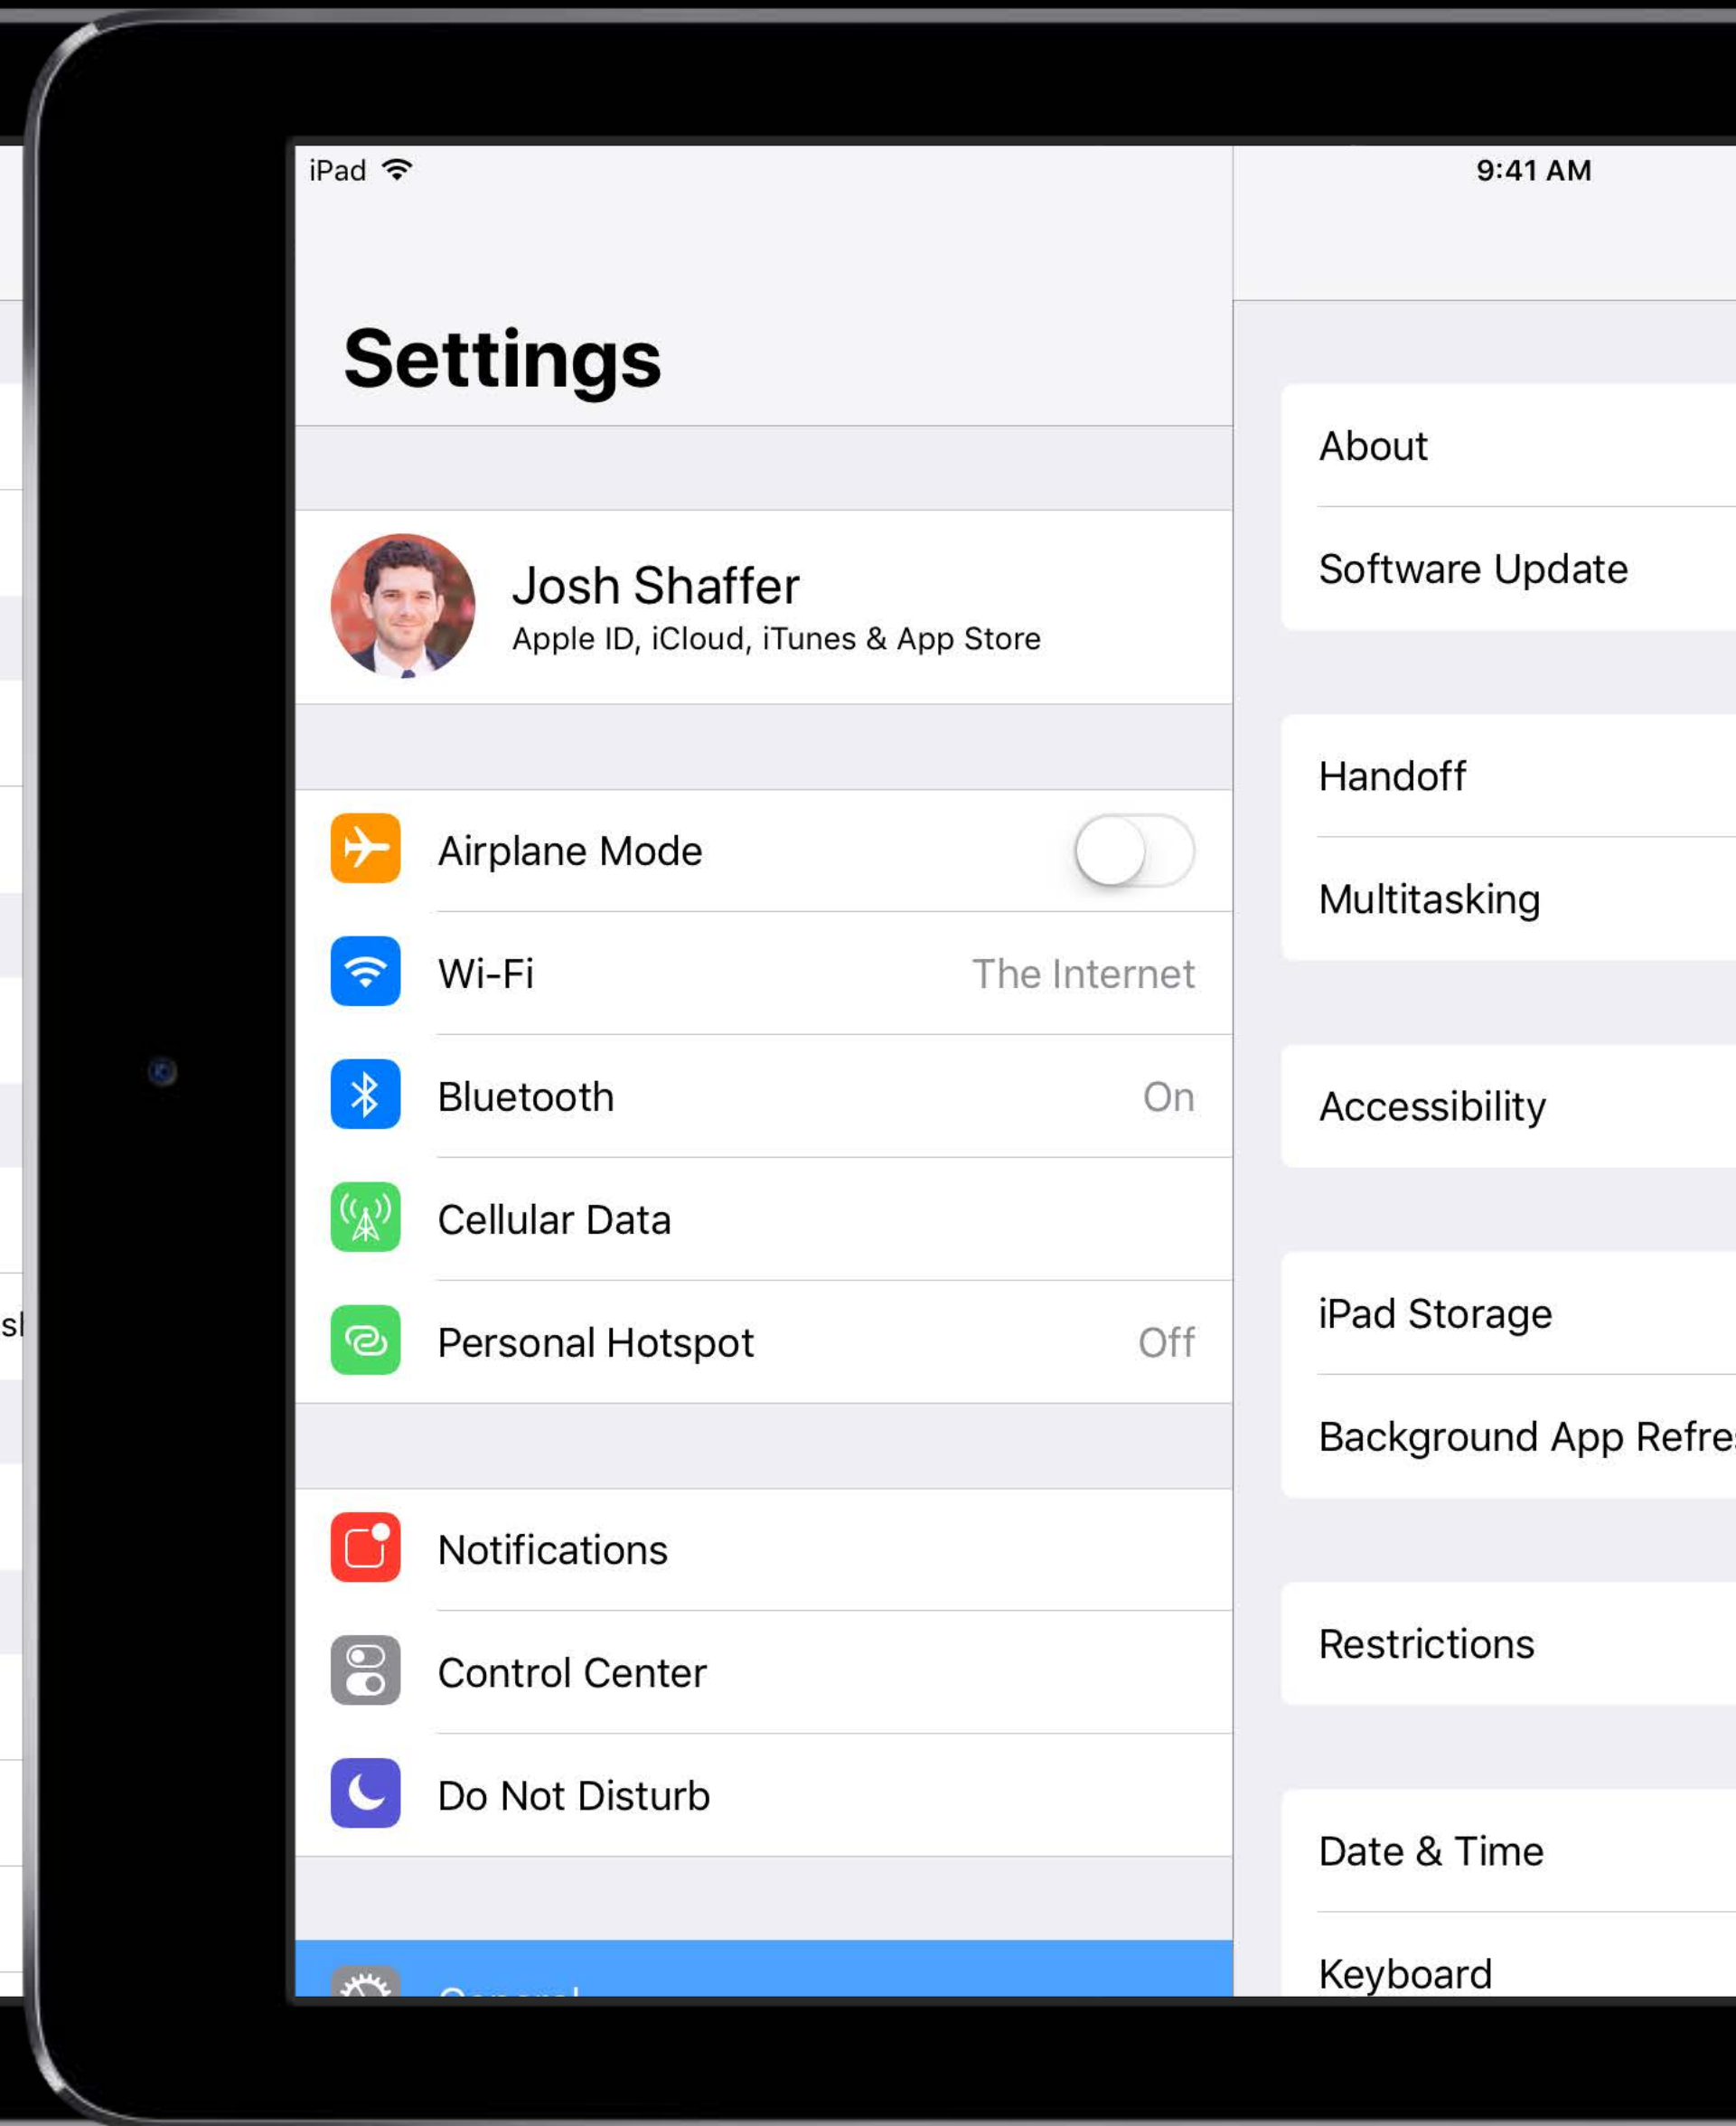 iPad
9:41 AM
Settings
Josh Shaffer
Apple ID, iCloud, iTunes & App Store
Airplane Mode
Wi-Fi The Internet
Bluetooth On
Cellular Data
Personal Hotspot Off
Notifications
Control Center
Do Not Disturb
General
About
Software Update
Handoff
Multitasking
Accessibility
iPad Storage
Background App Refre
Restrictions
Date & Time
Keyboard